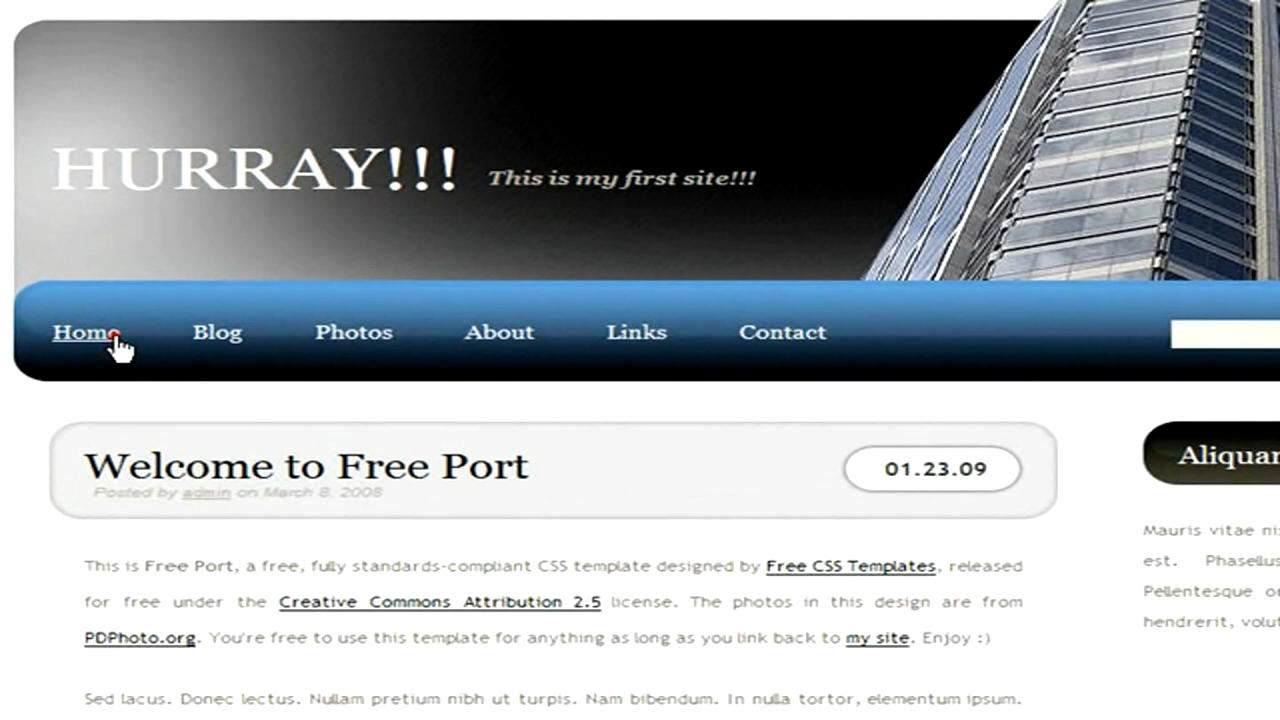 HURRAY!!! This is my first site!!!
Home Blog Photos About Links Contact
Welcome to Free Port
Posted by admin on March 8, 2008
01.23.09
This is Free Port, a free, fully standards-compliant CSS template designed by Free CSS Templates, released
for free under the Creative Commons Attribution 2.5 license. The photos in this design are from
PDPhoto.org. You're free to use this template for anything as long as you link back to my site. Enjoy :)
Sed lacus. Donec lectus. Nullam pretium nibh ut turpis. Nam bibendum. In nulla tortor, elementum ipsum.
Mauris vitae
est. Phasellus
Pellentesque
hendrerit,